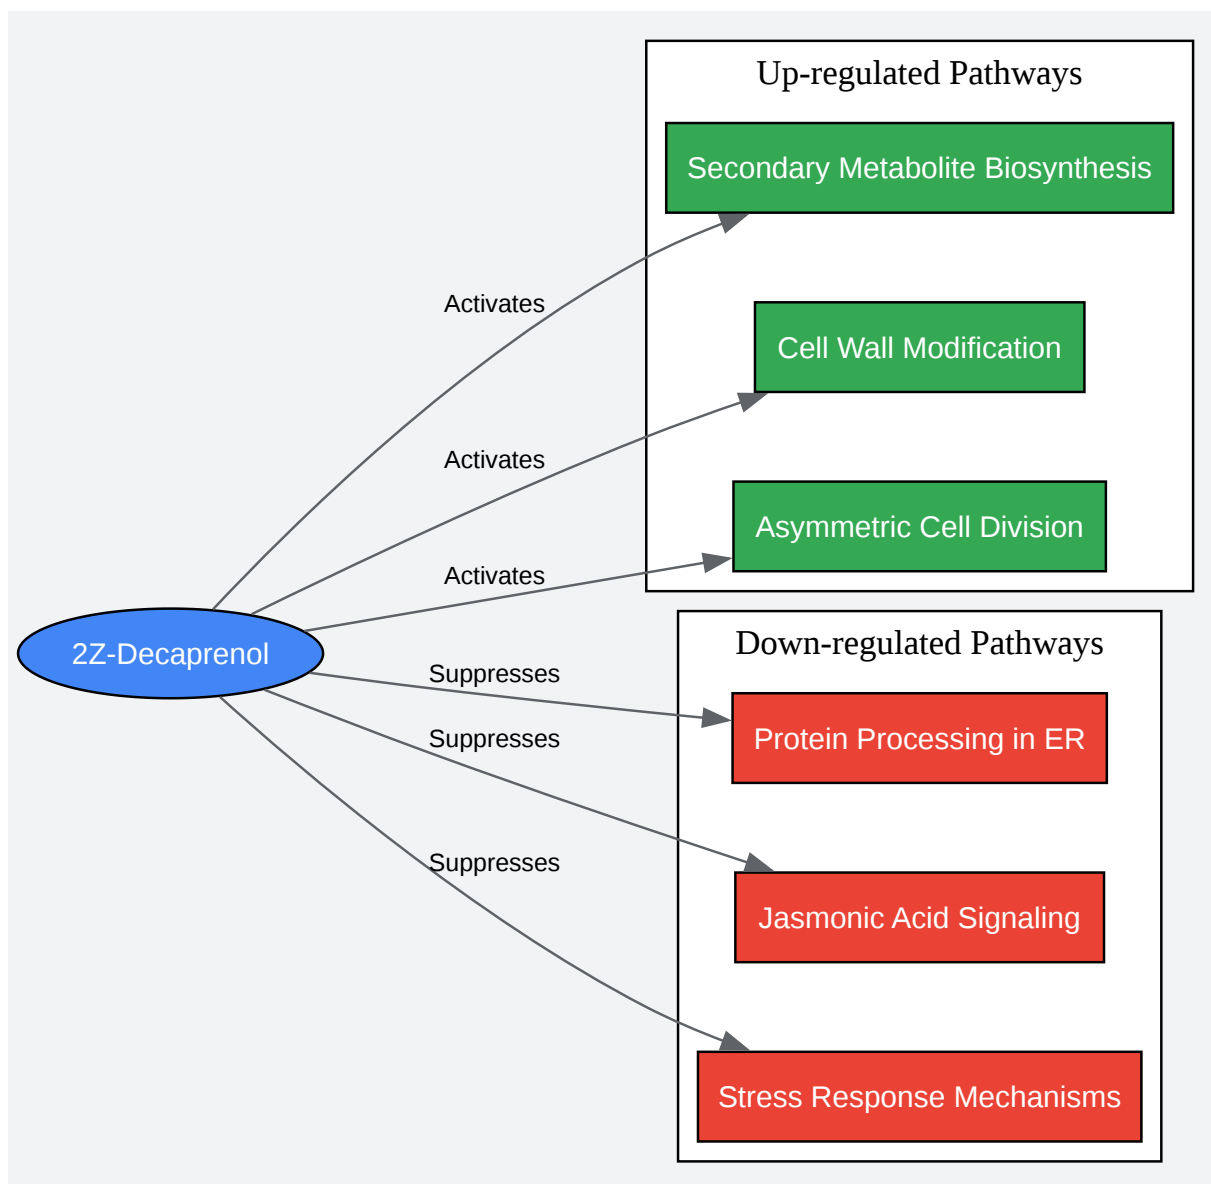 Up-regulated Pathways
Secondary Metabolite Biosynthesis
Activates
Cell Wall Modification
Activates
Asymmetric Cell Division
Activates
2Z-Decaprenol
Down-regulated Pathways
Suppresses
Protein Processing in ER
Suppresses
Suppresses
Jasmonic Acid Signaling
Stress Response Mechanisms